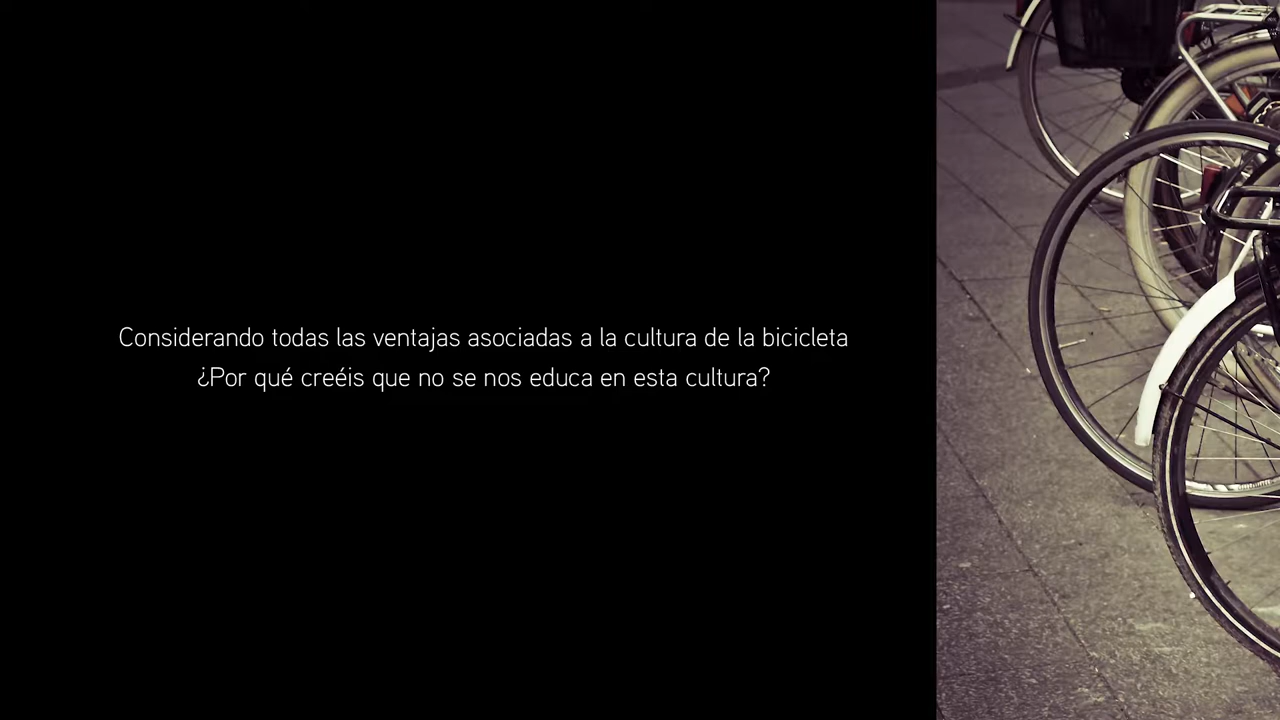 Considerando todas las ventajas asociadas a la cultura de la bicicleta
¿Por qué creéis que no se nos educa en esta cultura?